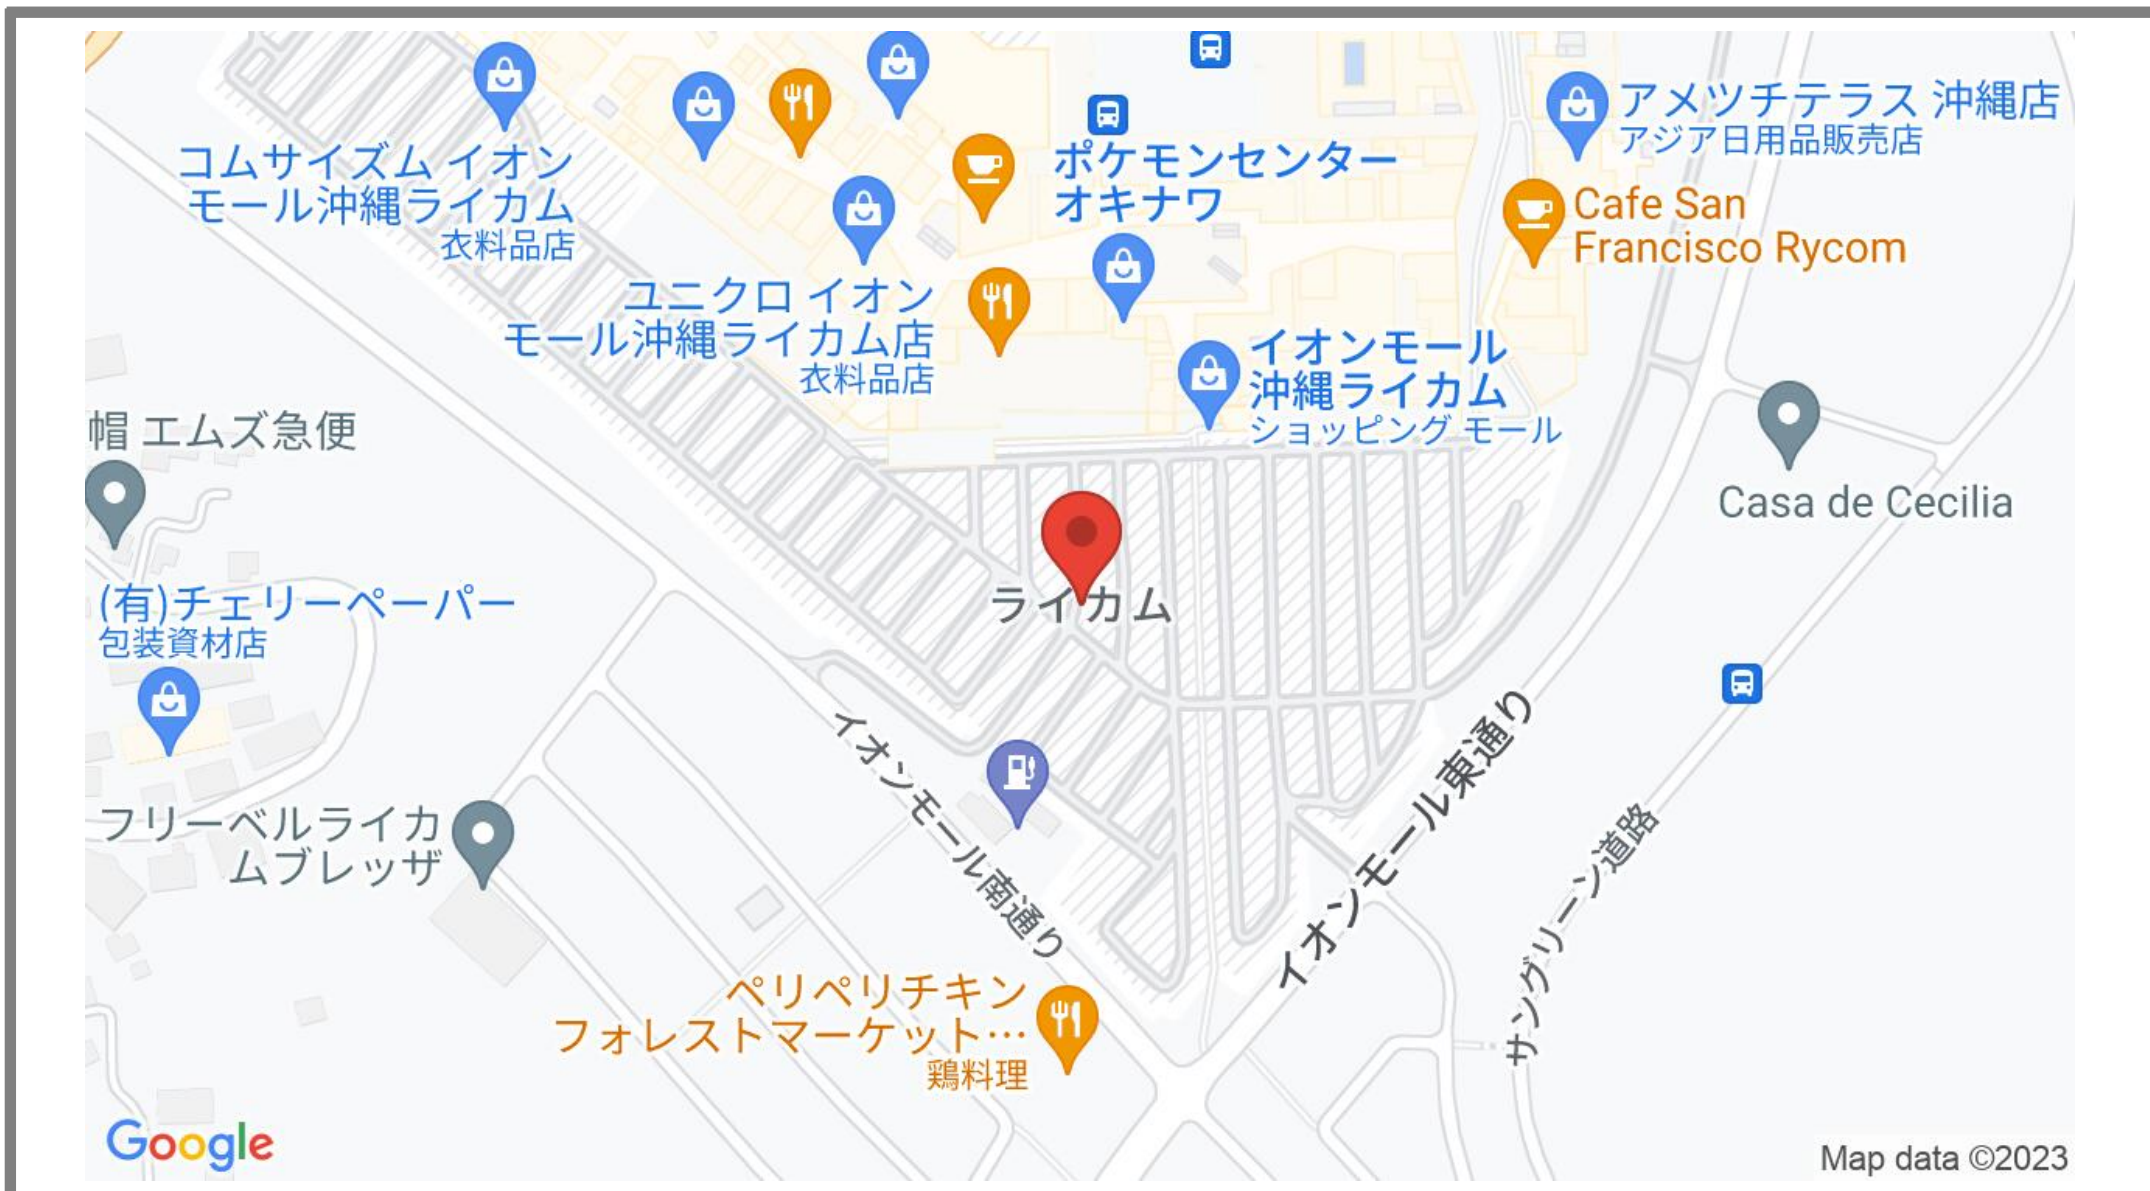 アメツチテラス 沖縄店
アジア日用品販売店
コムサイズム イオン
モール沖縄ライカム
衣料品店
ポケモンセンター
オキナワ
Cafe San
Francisco Rycom
ユニクロ イオン
モール沖縄ライカム店
衣料品店
イオンモール
沖縄ライカム
ショッピング モール
帽 エムズ急便
Casa de Cecilia
ライカム
(有)チェリーペーパー
包装資材店
イオンモール東通り
イオンモール南通り
サングリーン道路
フリーベルライカ
ムブレッザ
ペリペリチキン
フォレストマーケット…
鶏料理
Google
Map data ©2023